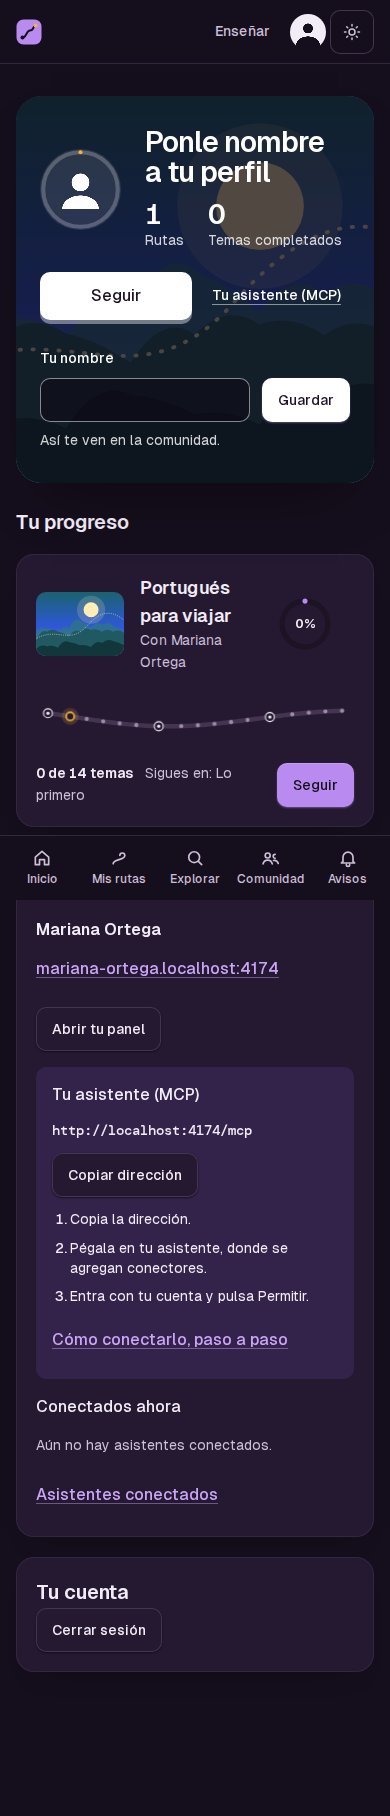 Enseñar
Ponle nombre
a tu perfil
1 0
Rutas Temas completados
Seguir Tu asistente (MCP)
Tu nombre
Guardar
Así te ven en la comunidad.
Tu progreso
Portugués
para viajar
Con Mariana
Ortega
0%
0 de 14 temas Sigues en: Lo
primero
Seguir
Inicio Mis rutas Explorar Comunidad Avisos
Mariana Ortega
mariana-ortega.localhost:4174
Abrir tu panel
Tu asistente (MCP)
http://localhost:4174/mcp
Copiar dirección
1. Copia la dirección.
2. Pégala en tu asistente, donde se
agregan conectores.
3. Entra con tu cuenta y pulsa Permitir.
Cómo conectarlo, paso a paso
Conectados ahora
Aún no hay asistentes conectados.
Asistentes conectados
Tu cuenta
Cerrar sesión